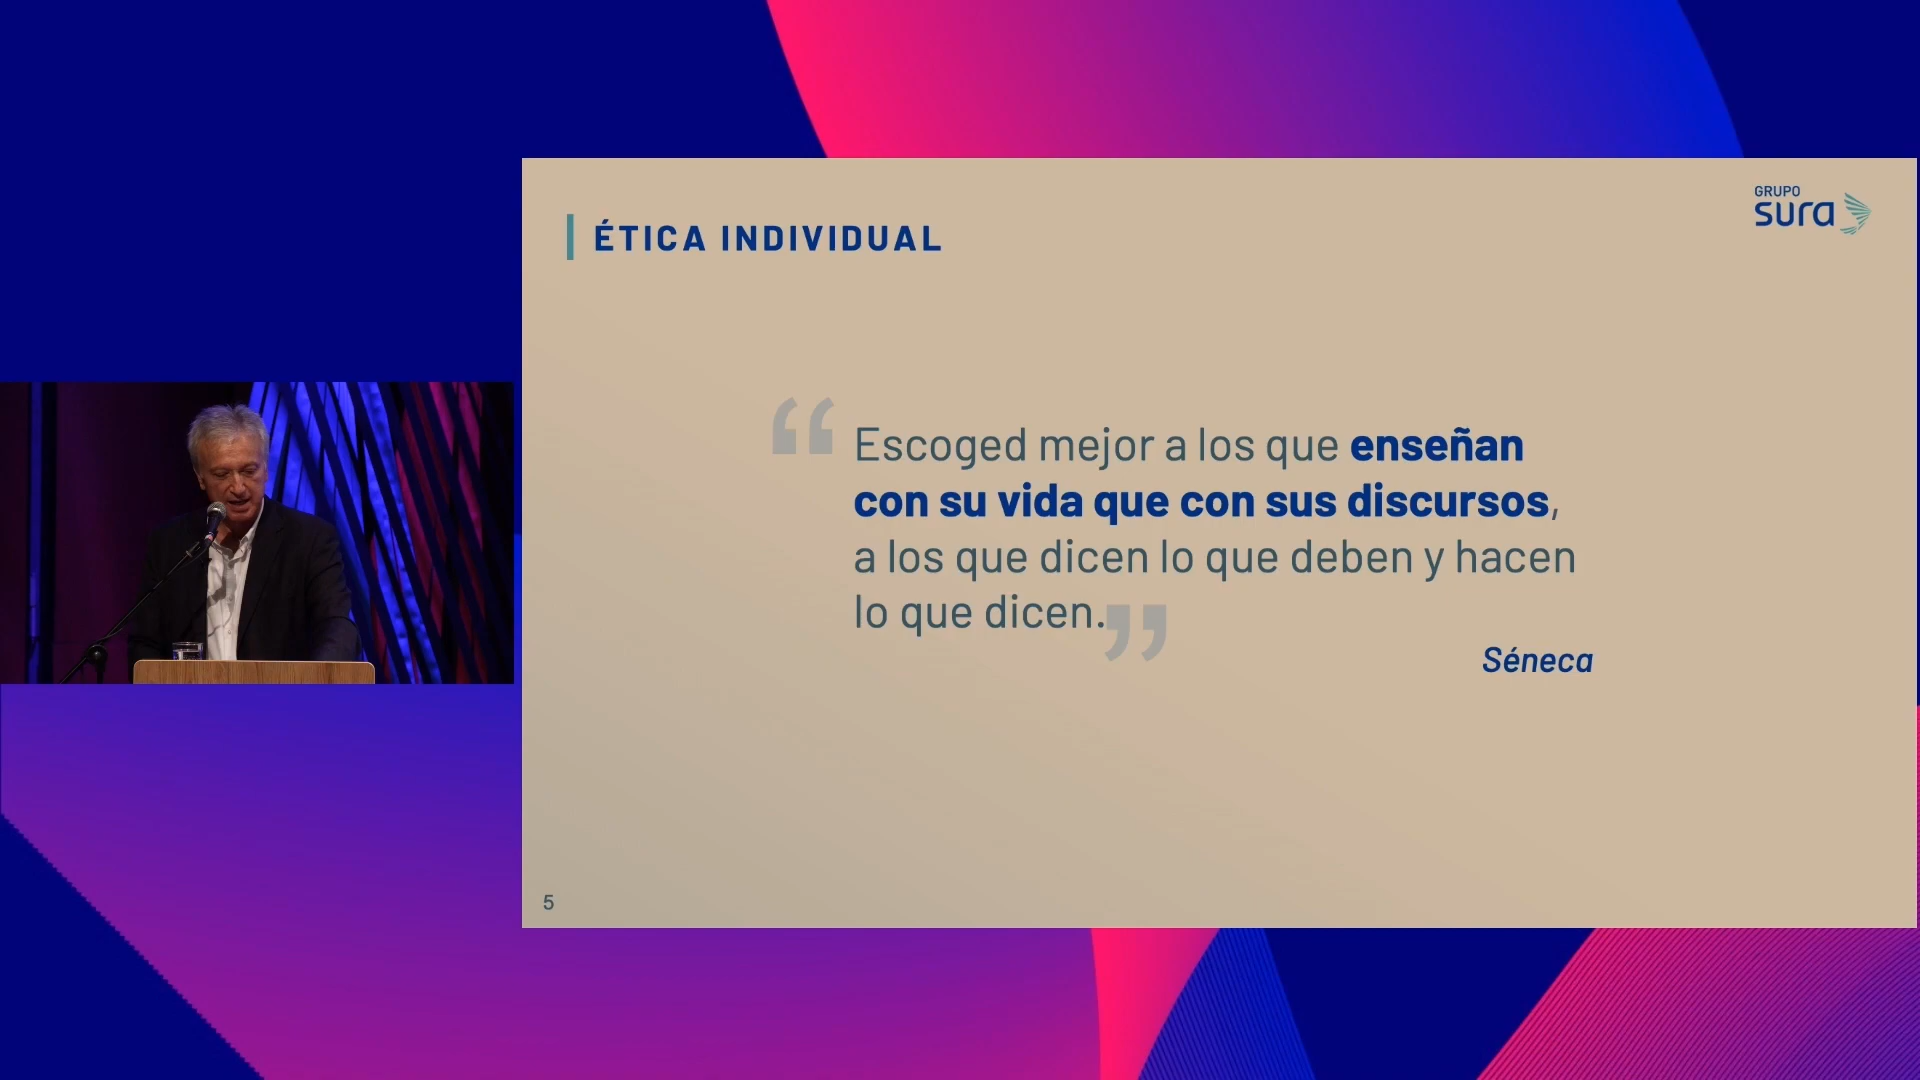 GRUPO
sura
ÉTICA INDIVIDUAL
“Escoged mejor a los que enseñan
con su vida que con sus discursos,
a los que dicen lo que deben y hacen
lo que dicen.”
Séneca
5